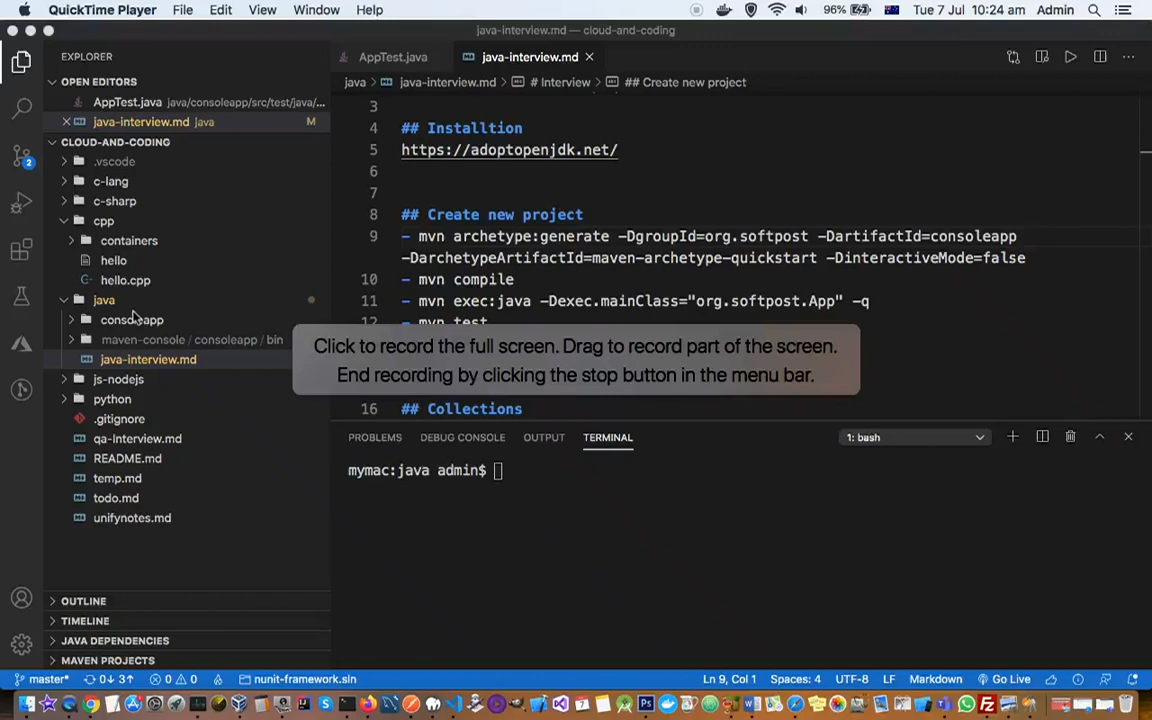 QuickTime Player File Edit View Window Help
96% Tue 7 Jul 10:24 am Admin
java-interview.md — cloud-and-coding
EXPLORER
AppTest.java
java-interview.md
OPEN EDITORS
AppTest.java java/consoleapp/src/test/java/...
java-interview.md java M
CLOUD-AND-CODING
.vscode
c-lang
c-sharp
cpp
containers
hello
hello.cpp
java
consoleapp
maven-console / consoleapp / bin
java-interview.md
js-nodejs
python
.gitignore
qa-Interview.md
README.md
temp.md
todo.md
unifynotes.md
OUTLINE
TIMELINE
JAVA DEPENDENCIES
MAVEN PROJECTS
2
java > java-interview.md > # Interview > ## Create new project
3
4 ## Installtion
5 https://adoptopenjdk.net/
6
7
8 ## Create new project
9 - mvn archetype:generate -DgroupId=org.softpost -DartifactId=consoleapp
-DarchetypeArtifactId=maven-archetype-quickstart -DinteractiveMode=false
10 - mvn compile
11 - mvn exec:java -Dexec.mainClass="org.softpost.App" -q
12 - mvn test
Click to record the full screen. Drag to record part of the screen.
End recording by clicking the stop button in the menu bar.
16 ## Collections
PROBLEMS DEBUG CONSOLE OUTPUT TERMINAL
1: bash
mymac:java admin$
master* 0↓ 3↑ 0 0 nunit-framework.sln
Ln 9, Col 1 Spaces: 4 UTF-8 LF Markdown Go Live